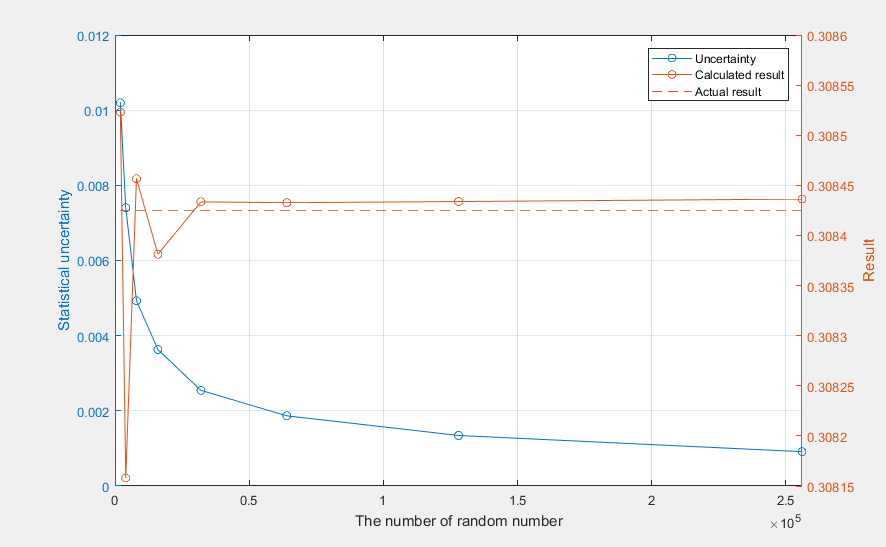 0.012
0.01
0.008
0.006
0.004
0.002
0
Statistical uncertainty
0.3086
0.30855
0.3085
0.30845
0.3084
0.30835
0.3083
0.30825
0.3082
0.30815
Result
Uncertainty
Calculated result
Actual result
0 0.5 1 1.5 2 2.5
×10⁵
The number of random number